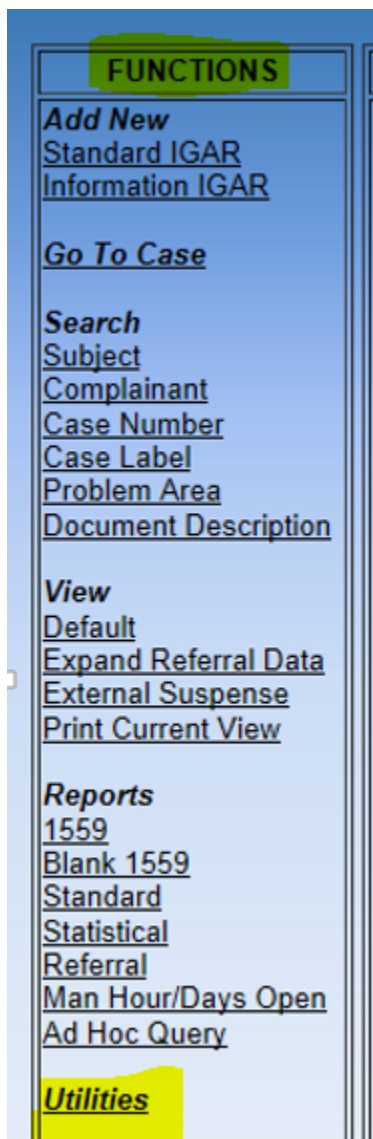 FUNCTIONS
Add New
Standard IGAR
Information IGAR
Go To Case
Search
Subject
Complainant
Case Number
Case Label
Problem Area
Document Description
View
Default
Expand Referral Data
External Suspense
Print Current View
Reports
1559
Blank 1559
Standard
Statistical
Referral
Man Hour/Days Open
Ad Hoc Query
Utilities